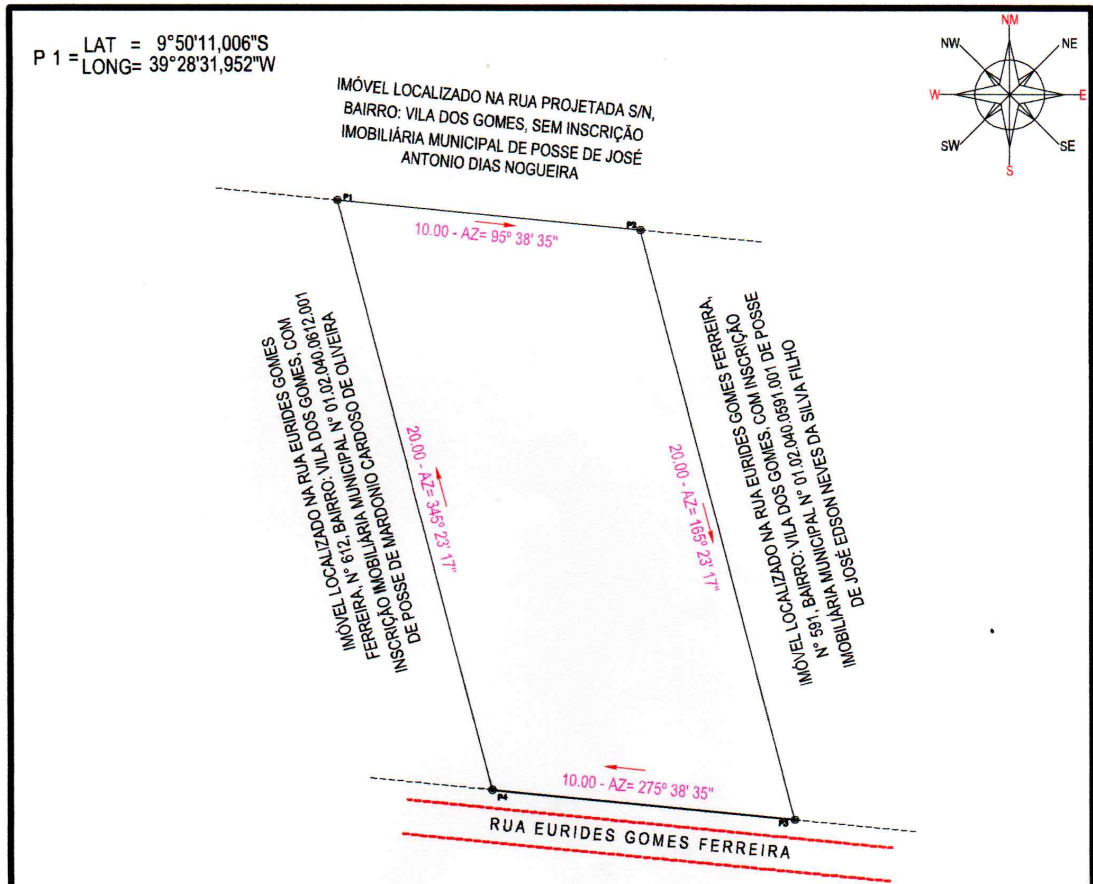 P 1 = LAT = 9°50'11,006"S
LONG= 39°28'31,952"W
NM
NW
NE
W
E
SW
SE
S
IMÓVEL LOCALIZADO NA RUA PROJETADA S/N,
BAIRRO: VILA DOS GOMES, SEM INSCRIÇÃO
IMOBILIÁRIA MUNICIPAL DE POSSE DE JOSÉ
ANTONIO DIAS NOGUEIRA
P1
P2
10.00 - AZ= 95º 38' 35"
IMÓVEL LOCALIZADO NA RUA EURIDES GOMES
FERREIRA, N° 612, BAIRRO: VILA DOS GOMES, COM
INSCRIÇÃO IMOBILIÁRIA MUNICIPAL N° 01.02.040.0612.001
DE POSSE DE MARDONIO CARDOSO DE OLIVEIRA
20.00 - AZ= 345º 23' 17"
20.00 - AZ= 165º 23' 17"
IMÓVEL LOCALIZADO NA RUA EURIDES GOMES FERREIRA,
N° 591, BAIRRO: VILA DOS GOMES, COM INSCRIÇÃO
IMOBILIÁRIA MUNICIPAL N° 01.02.040.0591.001 DE POSSE
DE JOSÉ EDSON NEVES DA SILVA FILHO
10.00 - AZ= 275º 38' 35"
P4
P3
RUA EURIDES GOMES FERREIRA